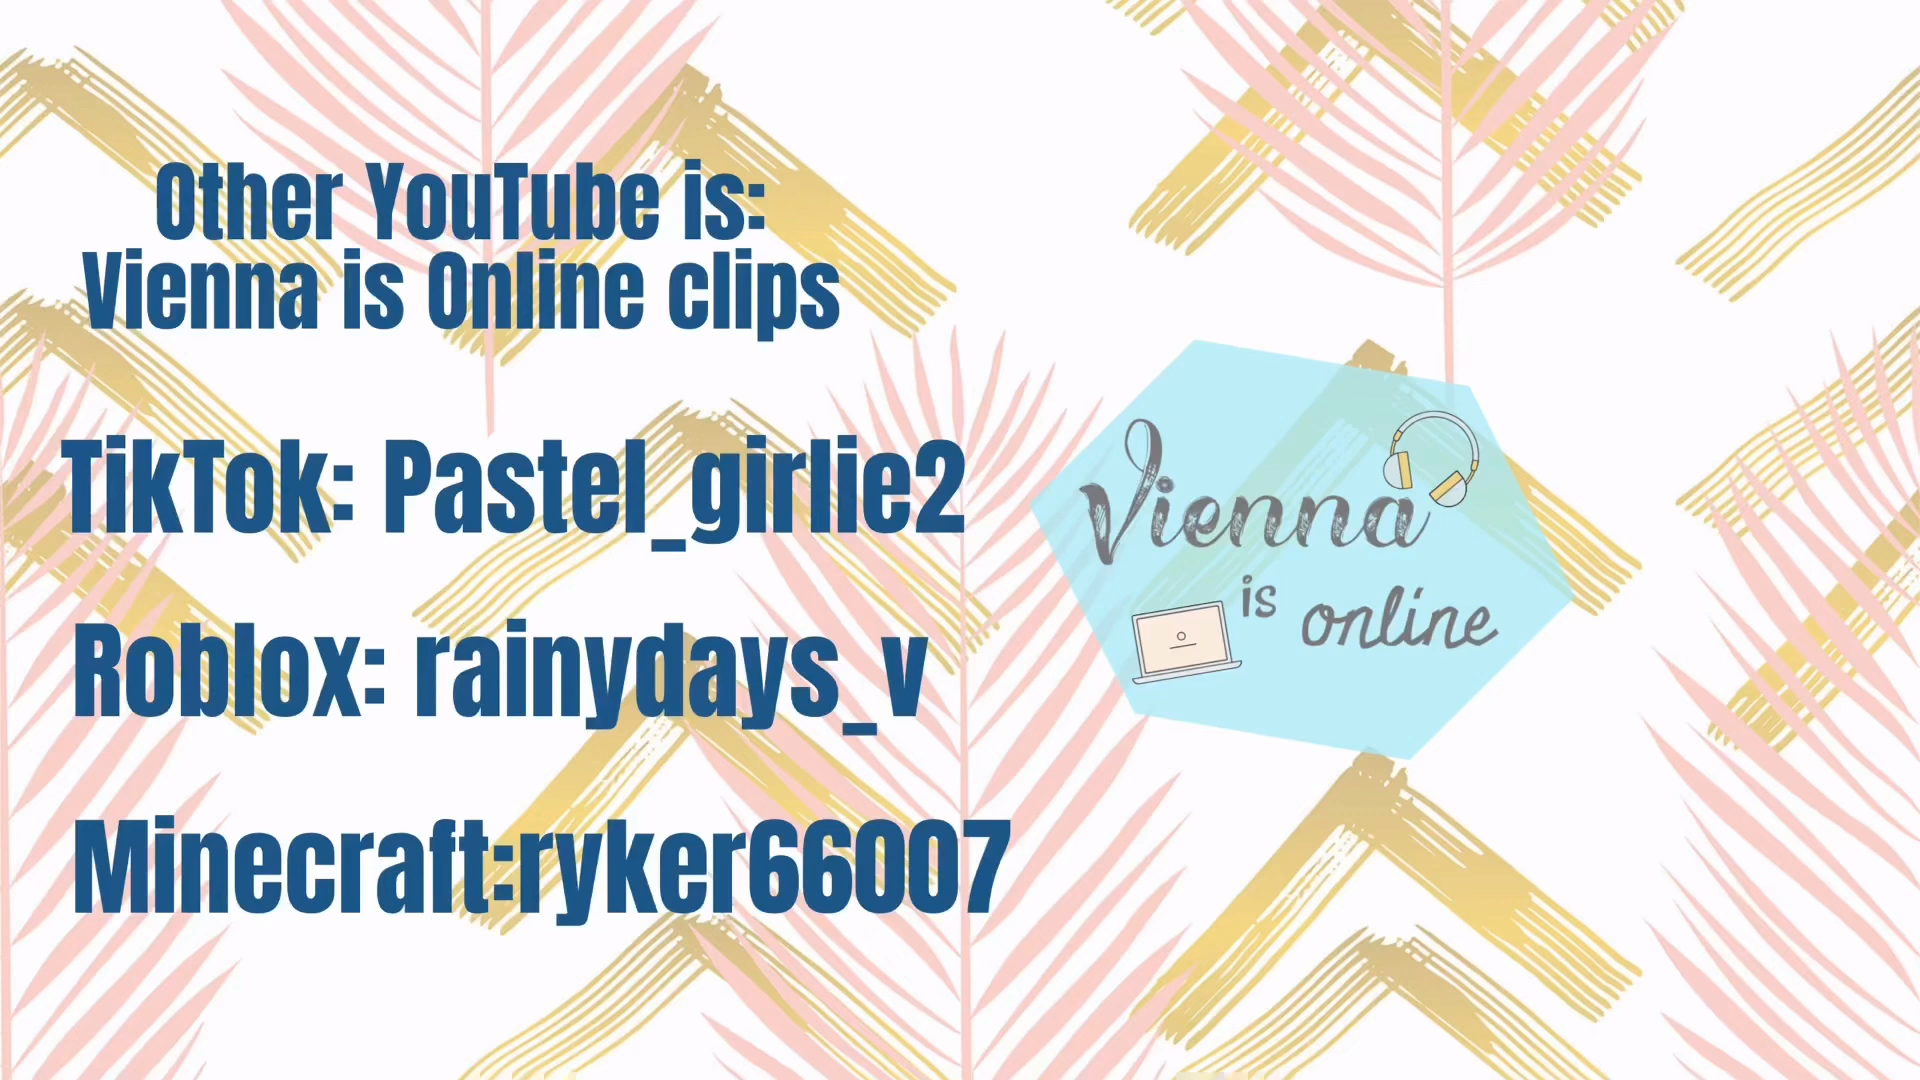 Other YouTube is:
Vienna is Online clips
TikTok: Pastel_girlie2
Roblox: rainydays_v
Minecraft:ryker66007
Vienna
is online